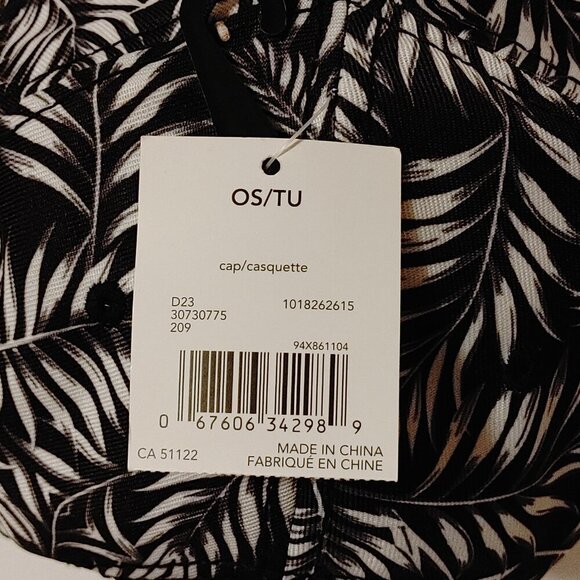 OS/TU
cap/casquette
D23 1018262615
30730775
209
94X861104
0 67606 34298 9
CA 51122 MADE IN CHINA
FABRIQUÉ EN CHINE